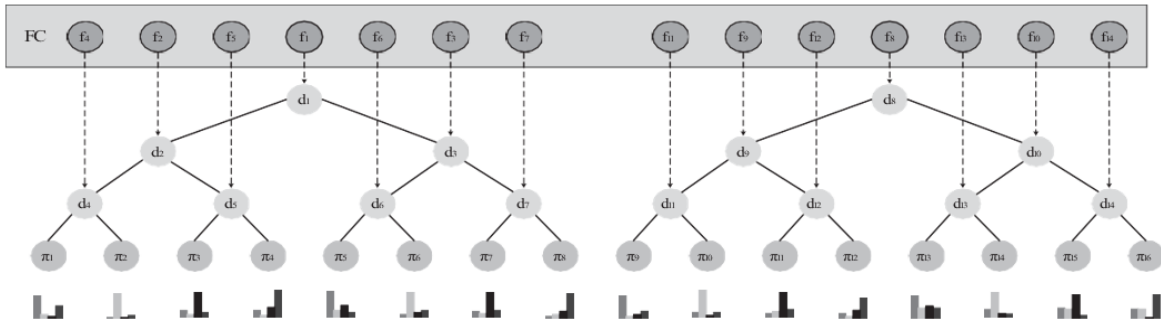 FC f4 f2 f5 f1 f6 f3 f7 f11 f9 f12 f8 f13 f10 f14
d1 d8
d2 d3 d9 d10
d4 d5 d6 d7 d11 d12 d13 d14
π1 π2 π3 π4 π5 π6 π7 π8 π9 π10 π11 π12 π13 π14 π15 π16